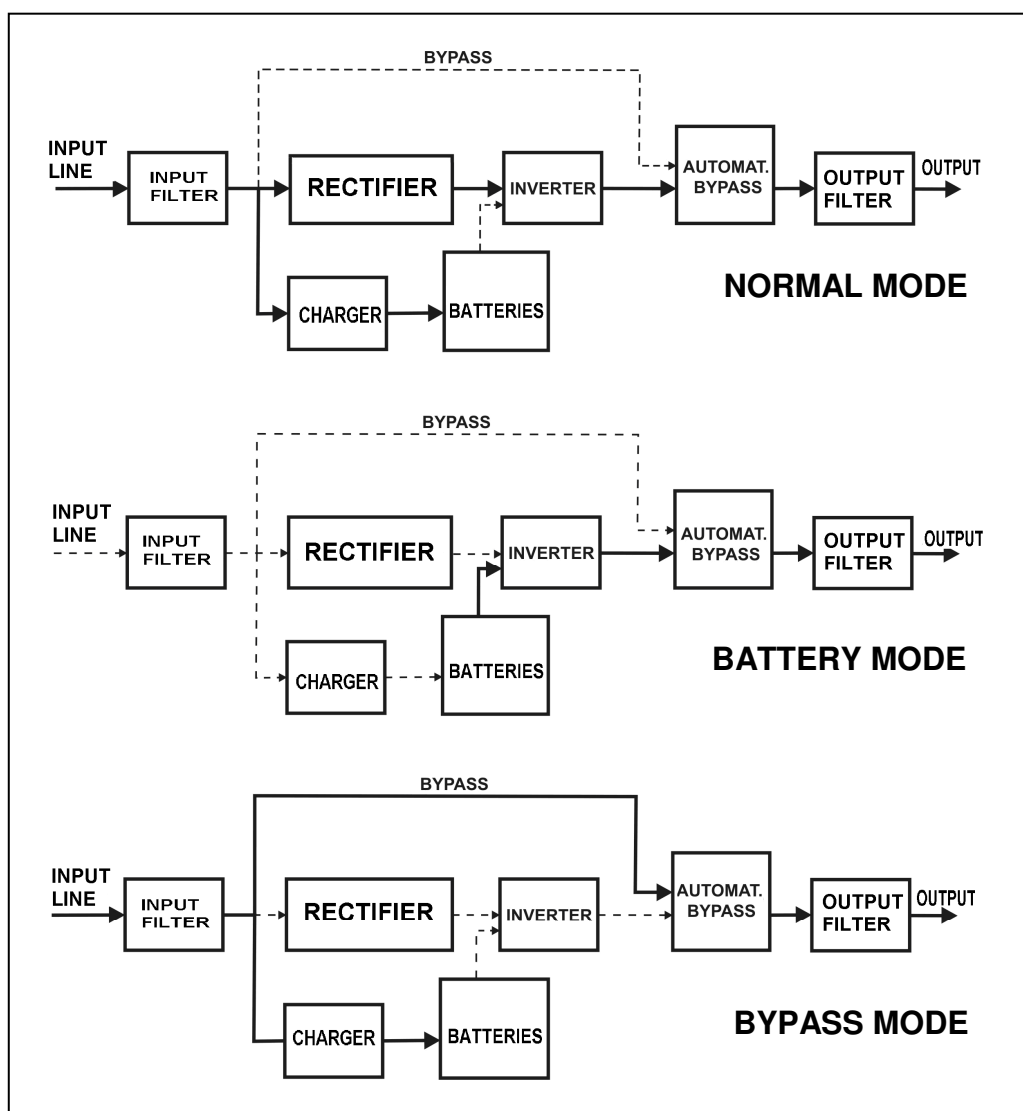 BYPASS
INPUT
LINE
INPUT
FILTER
RECTIFIER
INVERTER
AUTOMAT.
BYPASS
OUTPUT
FILTER
OUTPUT
CHARGER
BATTERIES
NORMAL MODE
BYPASS
INPUT
LINE
INPUT
FILTER
RECTIFIER
INVERTER
AUTOMAT.
BYPASS
OUTPUT
FILTER
OUTPUT
CHARGER
BATTERIES
BATTERY MODE
BYPASS
INPUT
LINE
INPUT
FILTER
RECTIFIER
INVERTER
AUTOMAT.
BYPASS
OUTPUT
FILTER
OUTPUT
CHARGER
BATTERIES
BYPASS MODE